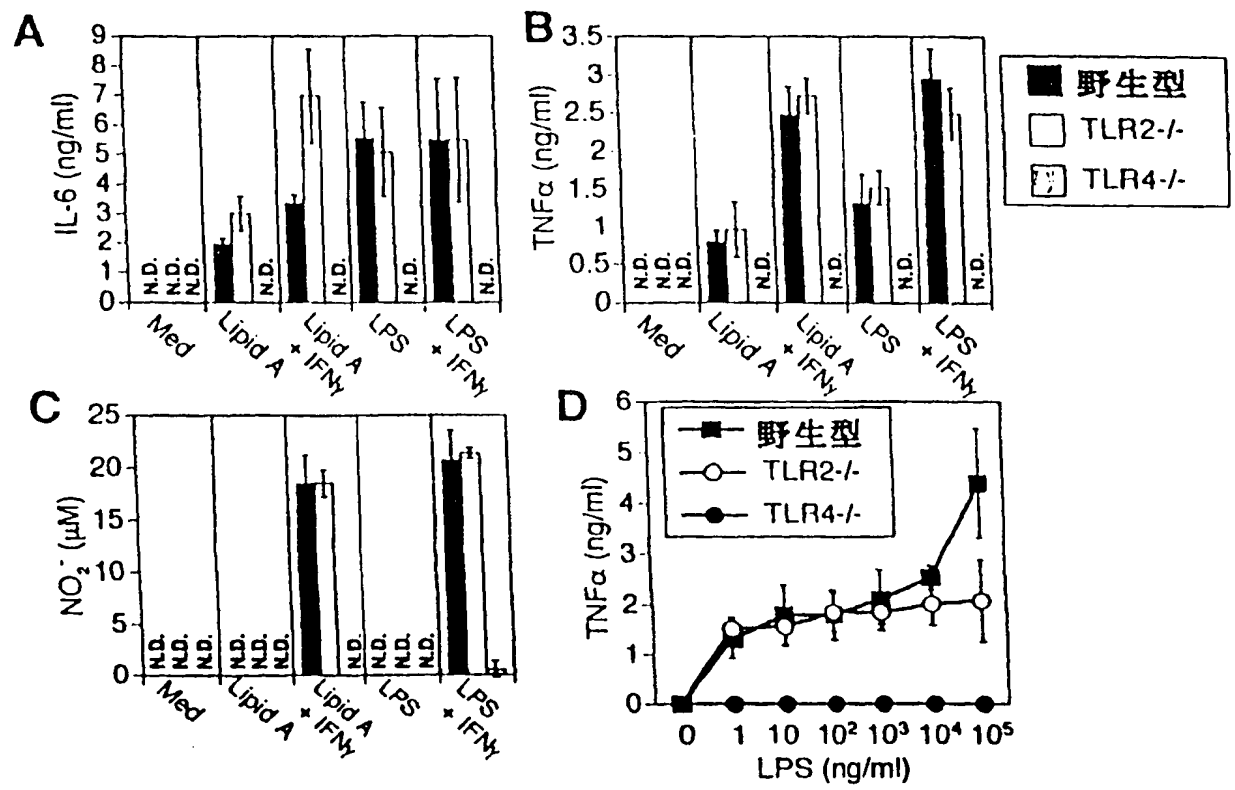 A
IL-6 (ng/ml)
9
8
7
6
5
4
3
2
1
0
N.D.
N.D.
N.D.
N.D.
N.D.
N.D.
N.D.
Med
Lipid A
Lipid A
+ IFNγ
LPS
LPS
+ IFNγ
B
TNFα (ng/ml)
3.5
3
2.5
2
1.5
1
0.5
0
N.D.
N.D.
N.D.
N.D.
N.D.
N.D.
N.D.
Med
Lipid A
Lipid A
+ IFNγ
LPS
LPS
+ IFNγ
野生型
TLR2-/-
TLR4-/-
C
NO2- (μM)
25
20
15
10
5
0
N.D.
N.D.
N.D.
N.D.
N.D.
N.D.
N.D.
N.D.
N.D.
N.D.
Med
Lipid A
Lipid A
+ IFNγ
LPS
LPS
+ IFNγ
D
TNFα (ng/ml)
6
5
4
3
2
1
0
野生型
TLR2-/-
TLR4-/-
0 1 10 10² 10³ 10⁴ 10⁵
LPS (ng/ml)